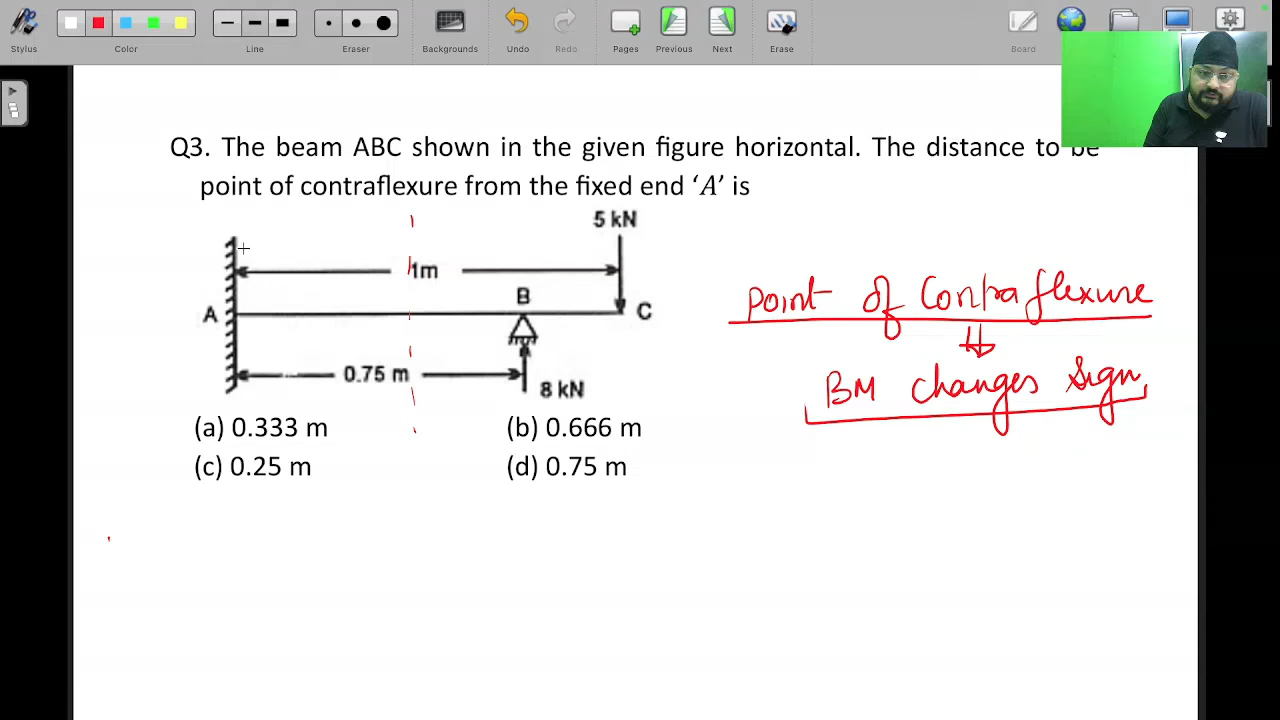 Stylus
Color
Line
Eraser
Backgrounds
Undo
Redo
Pages
Previous
Next
Erase
Board
Q3. The beam ABC shown in the given figure horizontal. The distance to be
point of contraflexure from the fixed end ‘A’ is
5 kN
1m
B
A
C
0.75 m
8 kN
Point of Contraflexure
BM changes Sign
(a) 0.333 m
(b) 0.666 m
(c) 0.25 m
(d) 0.75 m